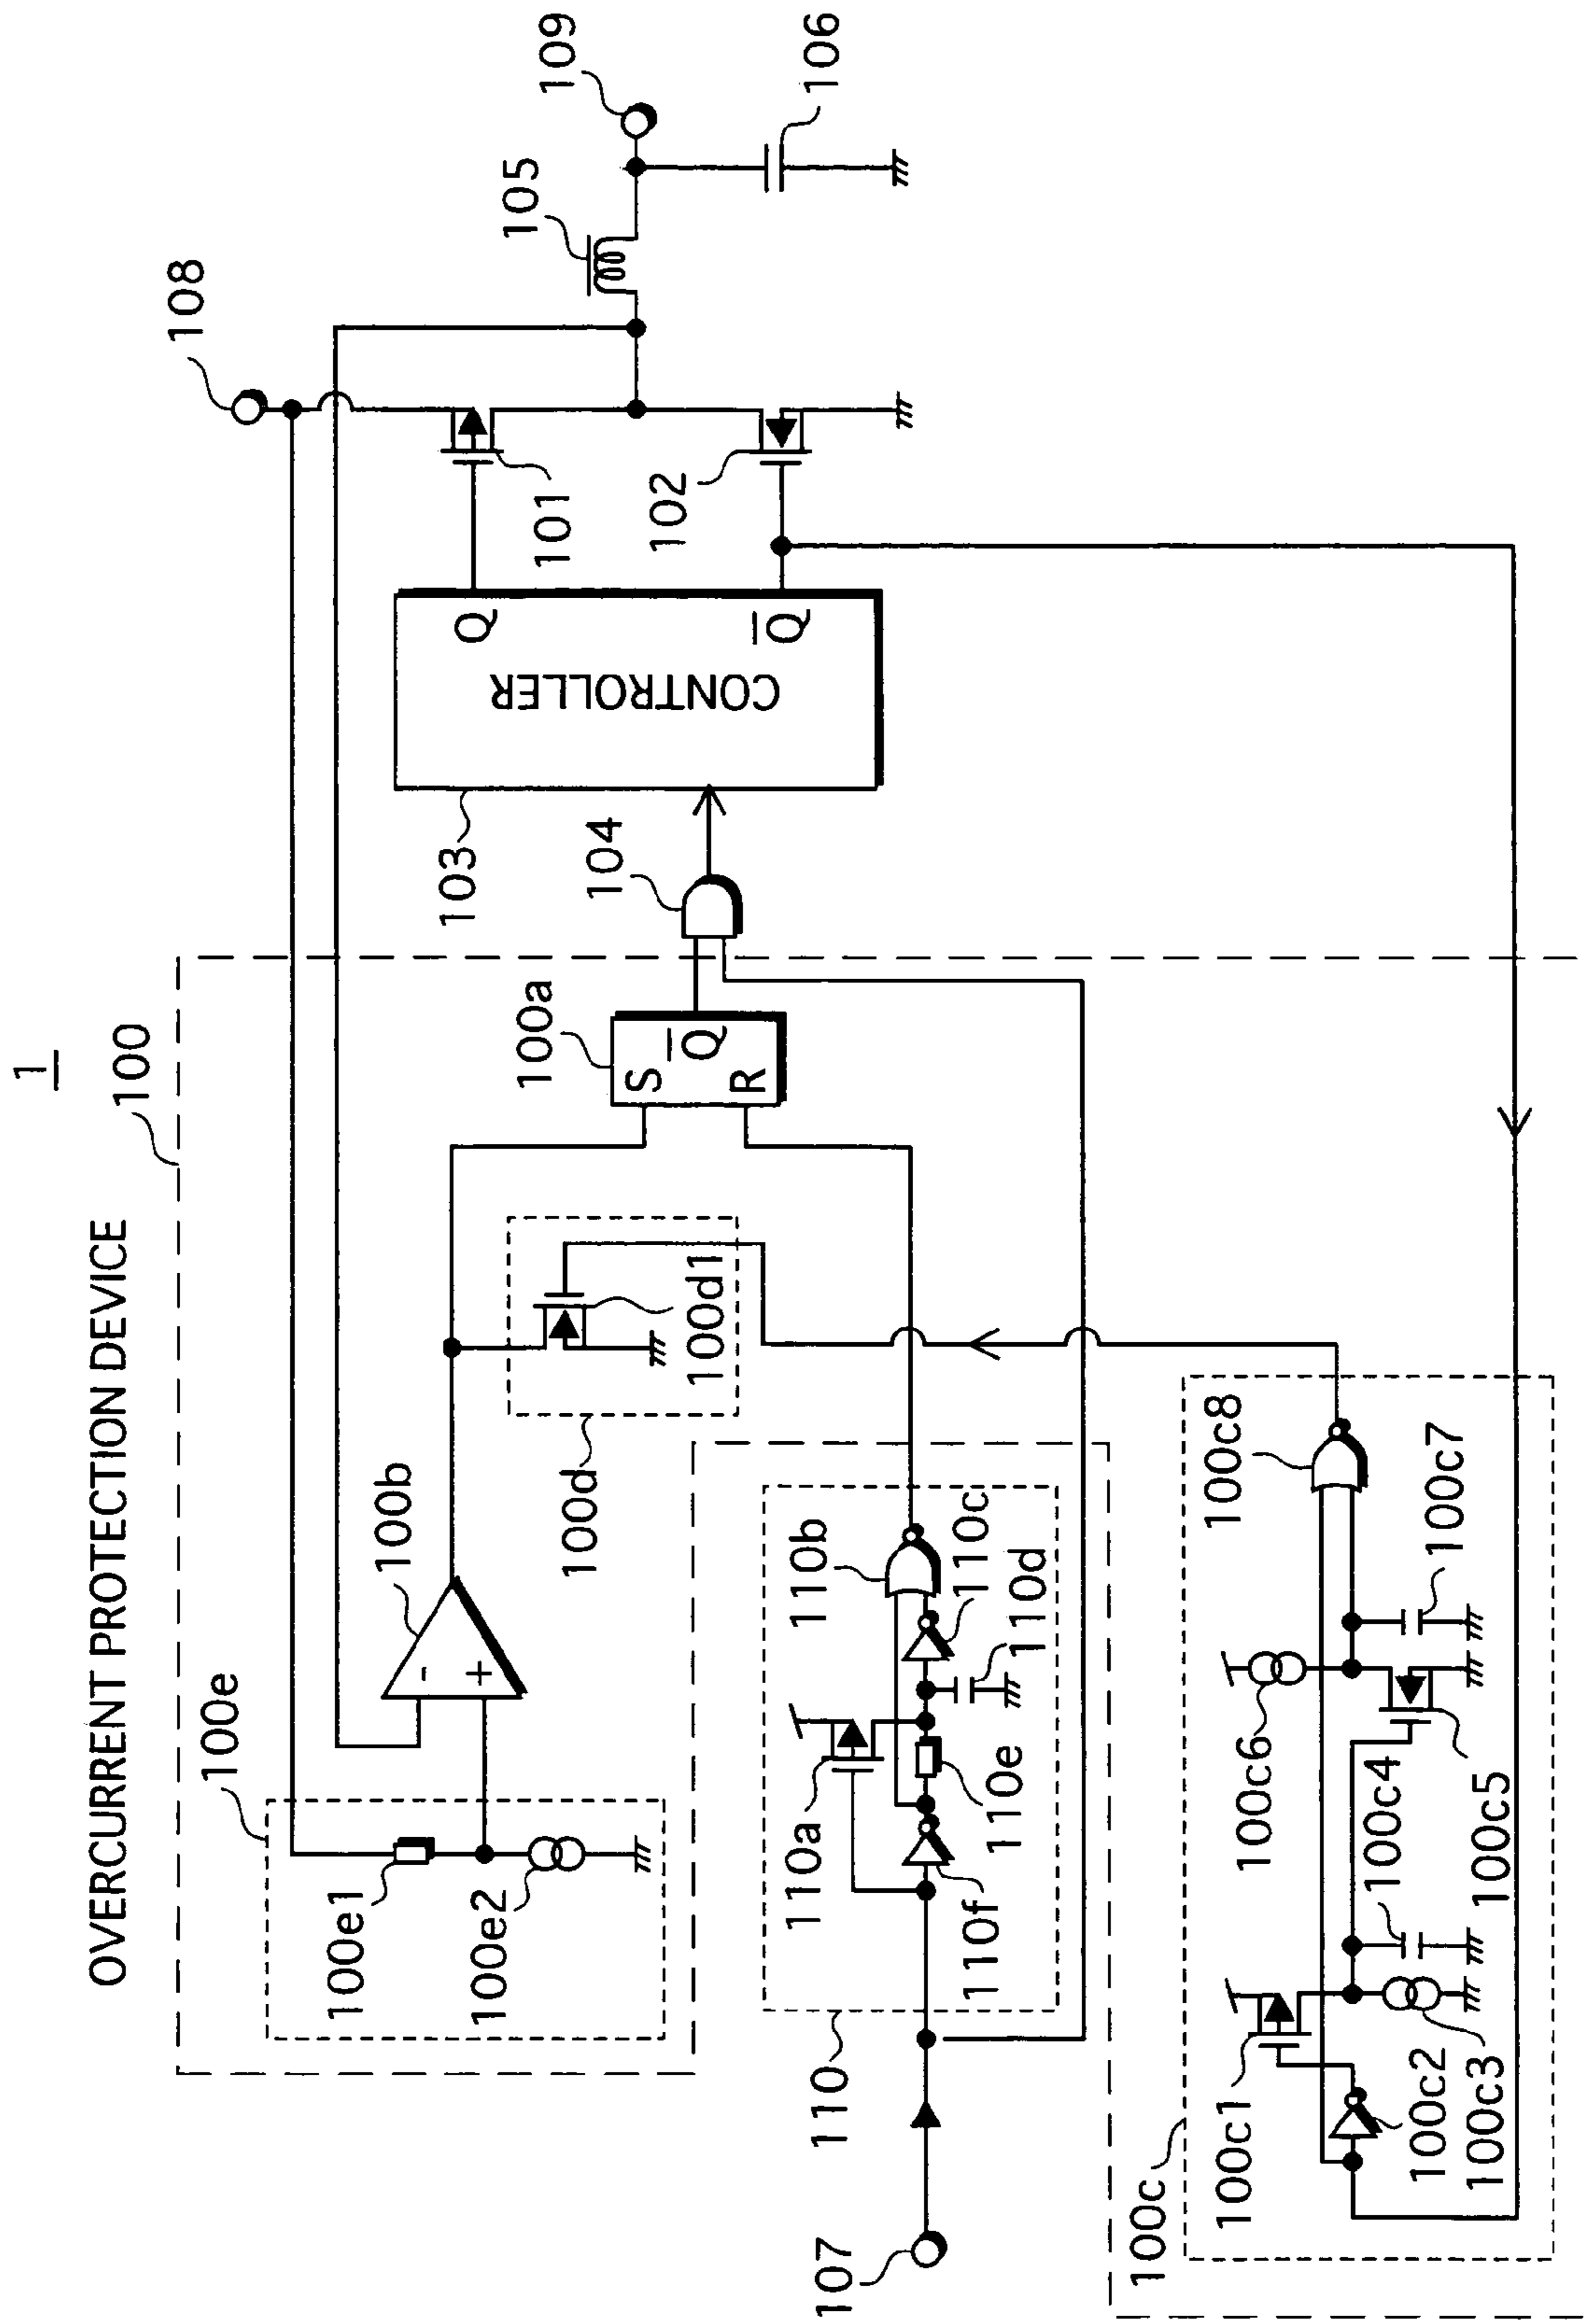 1
OVERCURRENT PROTECTION DEVICE
100
108
109
100e
100b
100e1
100e2
105
106
101
102
103
CONTROLLER
Q
Q̅
104
100a
S
Q̅
R
100d
100d1
-
+
107
110
110a
110b
110c
110d
110e
110f
100c
100c1
100c2
100c3
100c4
100c5
100c6
100c7
100c8